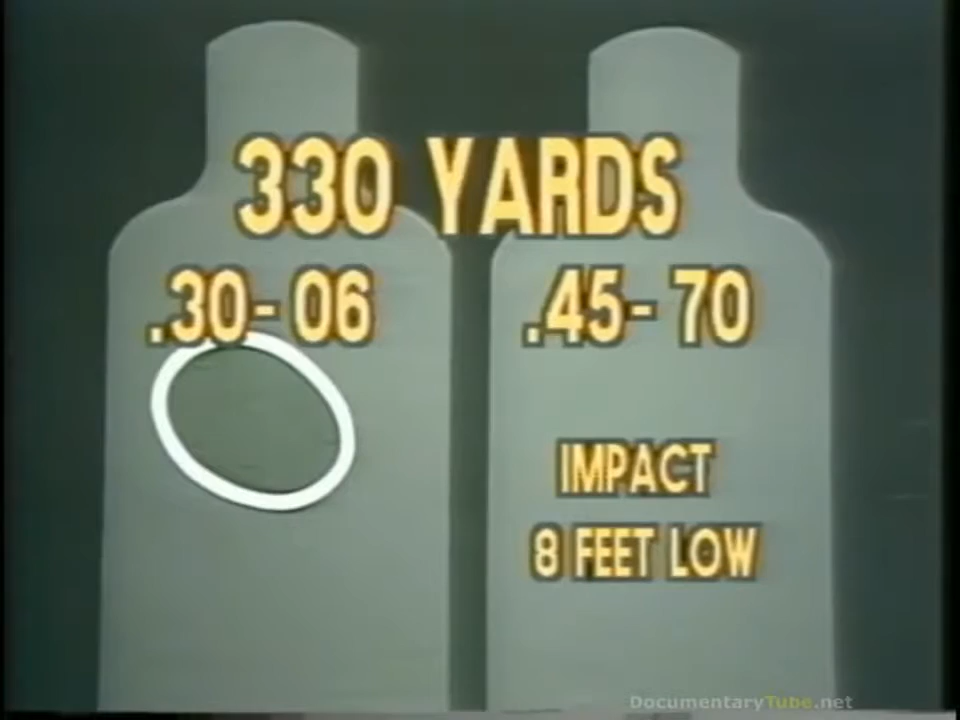 330 YARDS
.30-06 .45-70
IMPACT
8 FEET LOW
DocumentaryTube.net